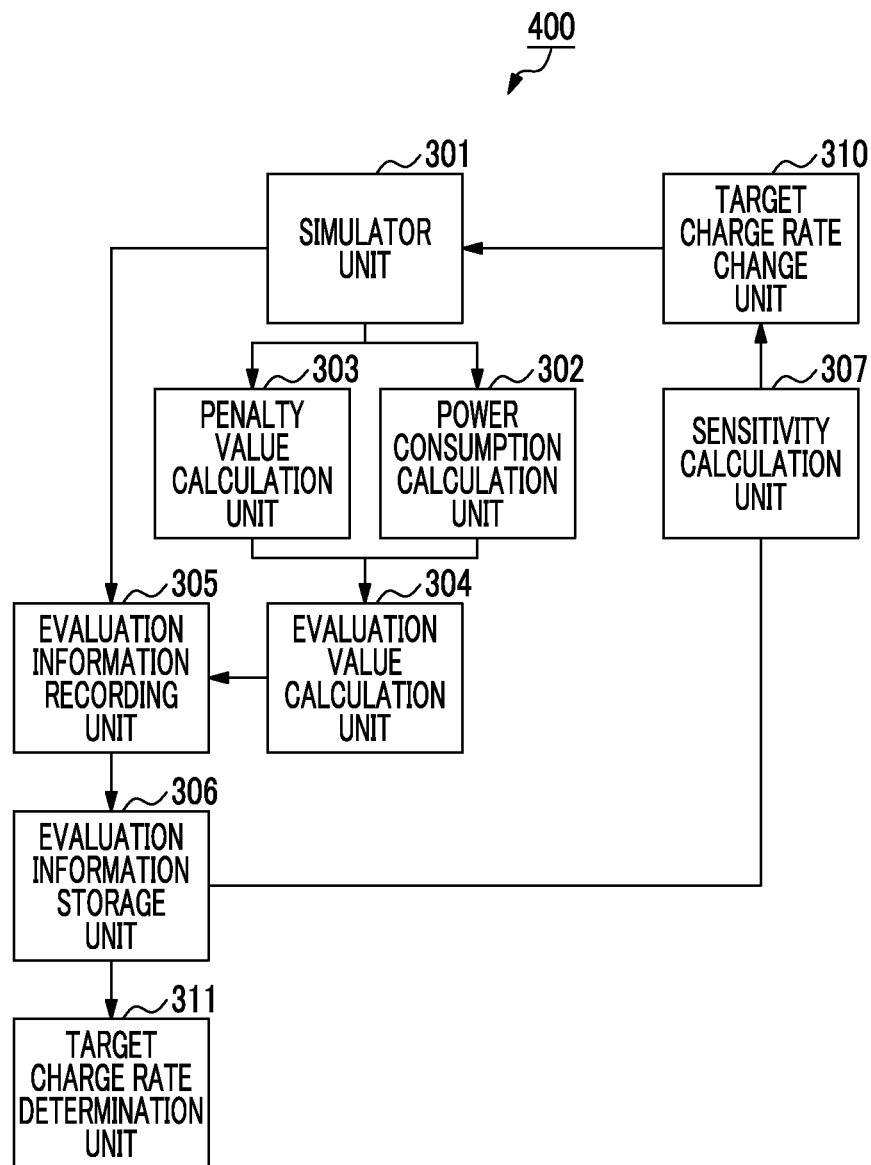 400
301
SIMULATOR
UNIT
310
TARGET
CHARGE RATE
CHANGE
UNIT
303
PENALTY
VALUE
CALCULATION
UNIT
302
POWER
CONSUMPTION
CALCULATION
UNIT
307
SENSITIVITY
CALCULATION
UNIT
305
EVALUATION
INFORMATION
RECORDING
UNIT
304
EVALUATION
VALUE
CALCULATION
UNIT
306
EVALUATION
INFORMATION
STORAGE
UNIT
311
TARGET
CHARGE RATE
DETERMINATION
UNIT